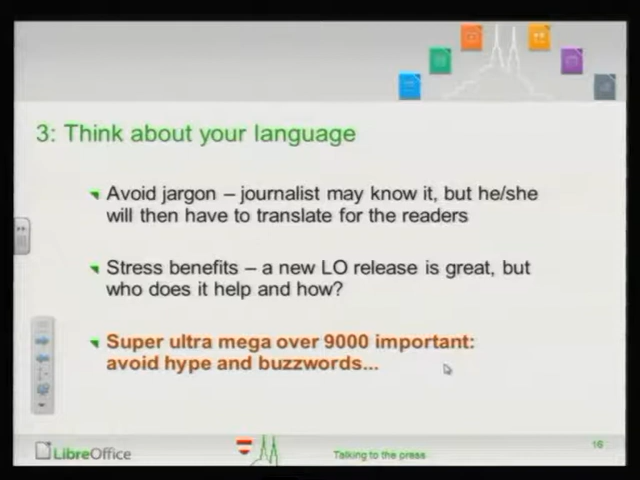 3: Think about your language
Avoid jargon – journalist may know it, but he/she
will then have to translate for the readers
Stress benefits – a new LO release is great, but
who does it help and how?
Super ultra mega over 9000 important:
avoid hype and buzzwords...
LibreOffice
Talking to the press
16